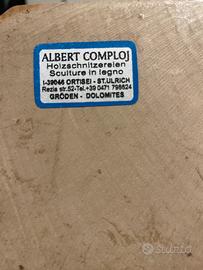 ALBERT COMPLOJ
Holzschnitzereien
Sculture in legno
I-39046 ORTISEI - ST.ULRICH
Rezia str.52-Tel.+39 0471 796624
GRÖDEN - DOLOMITES
Subito